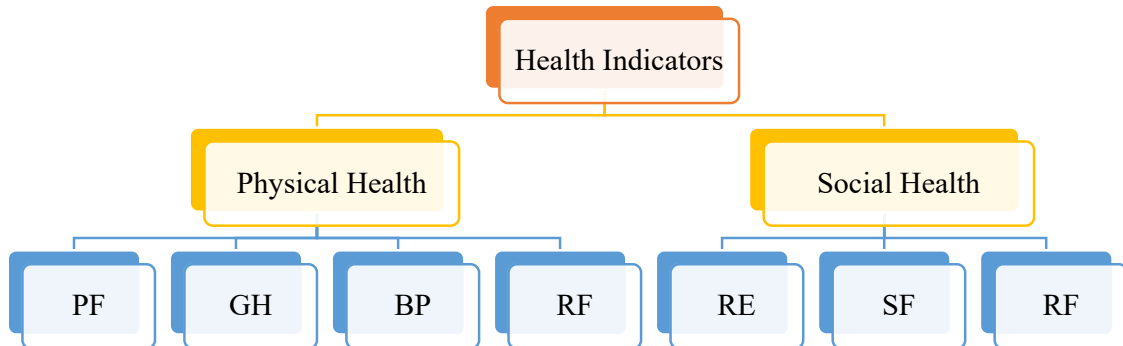 Health Indicators
Physical Health
Social Health
PF
GH
BP
RF
RE
SF
RF